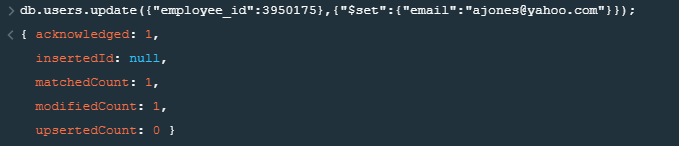 > db.users.update({"employee_id":3950175},{"$set":{"email":"ajones@yahoo.com"}});
< { acknowledged: 1,
insertedId: null,
matchedCount: 1,
modifiedCount: 1,
upsertedCount: 0 }